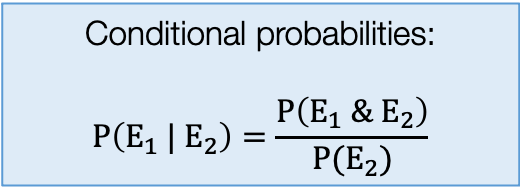 Conditional probabilities:
P(E₁ | E₂) = P(E₁ & E₂) / P(E₂)